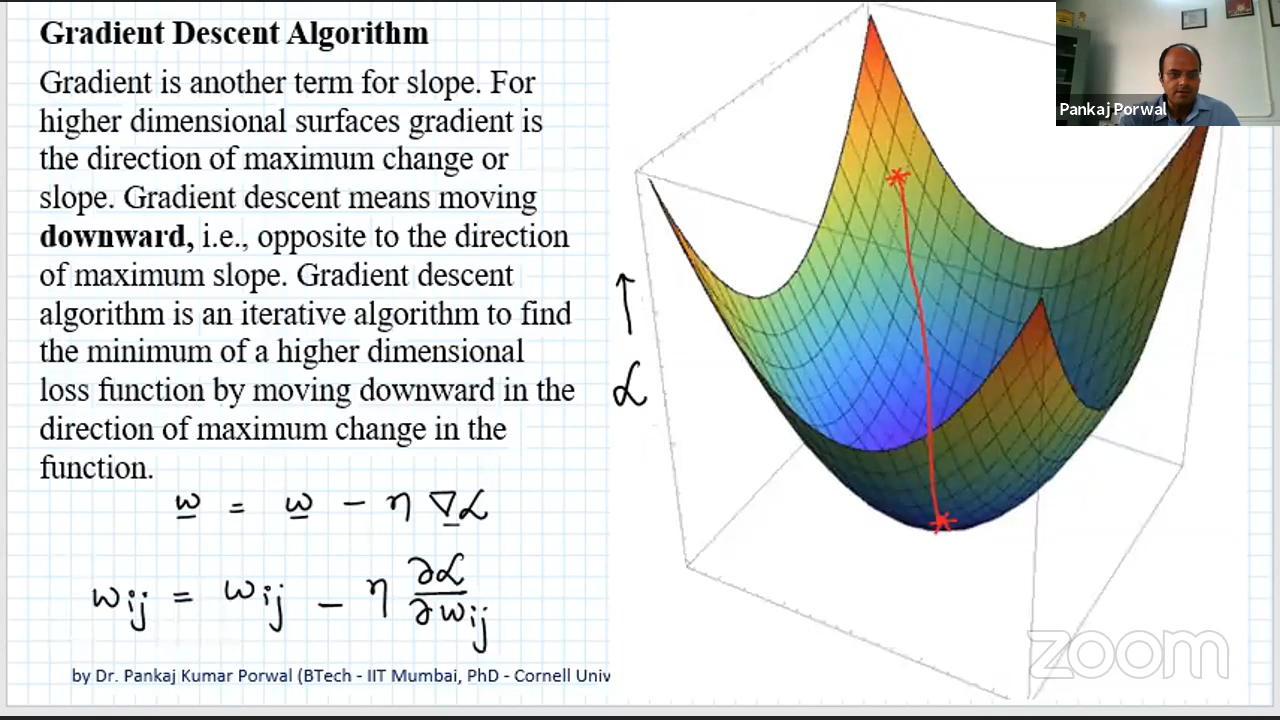 Gradient Descent Algorithm
Gradient is another term for slope. For
higher dimensional surfaces gradient is
the direction of maximum change or
slope. Gradient descent means moving
downward, i.e., opposite to the direction
of maximum slope. Gradient descent
algorithm is an iterative algorithm to find
the minimum of a higher dimensional
loss function by moving downward in the
direction of maximum change in the
function.
w = w − η ∇ℒ
w_ij = w_ij − η ∂ℒ/∂w_ij
by Dr. Pankaj Kumar Porwal (BTech - IIT Mumbai, PhD - Cornell Univ
↑
ℒ
Pankaj Porwal
zoom